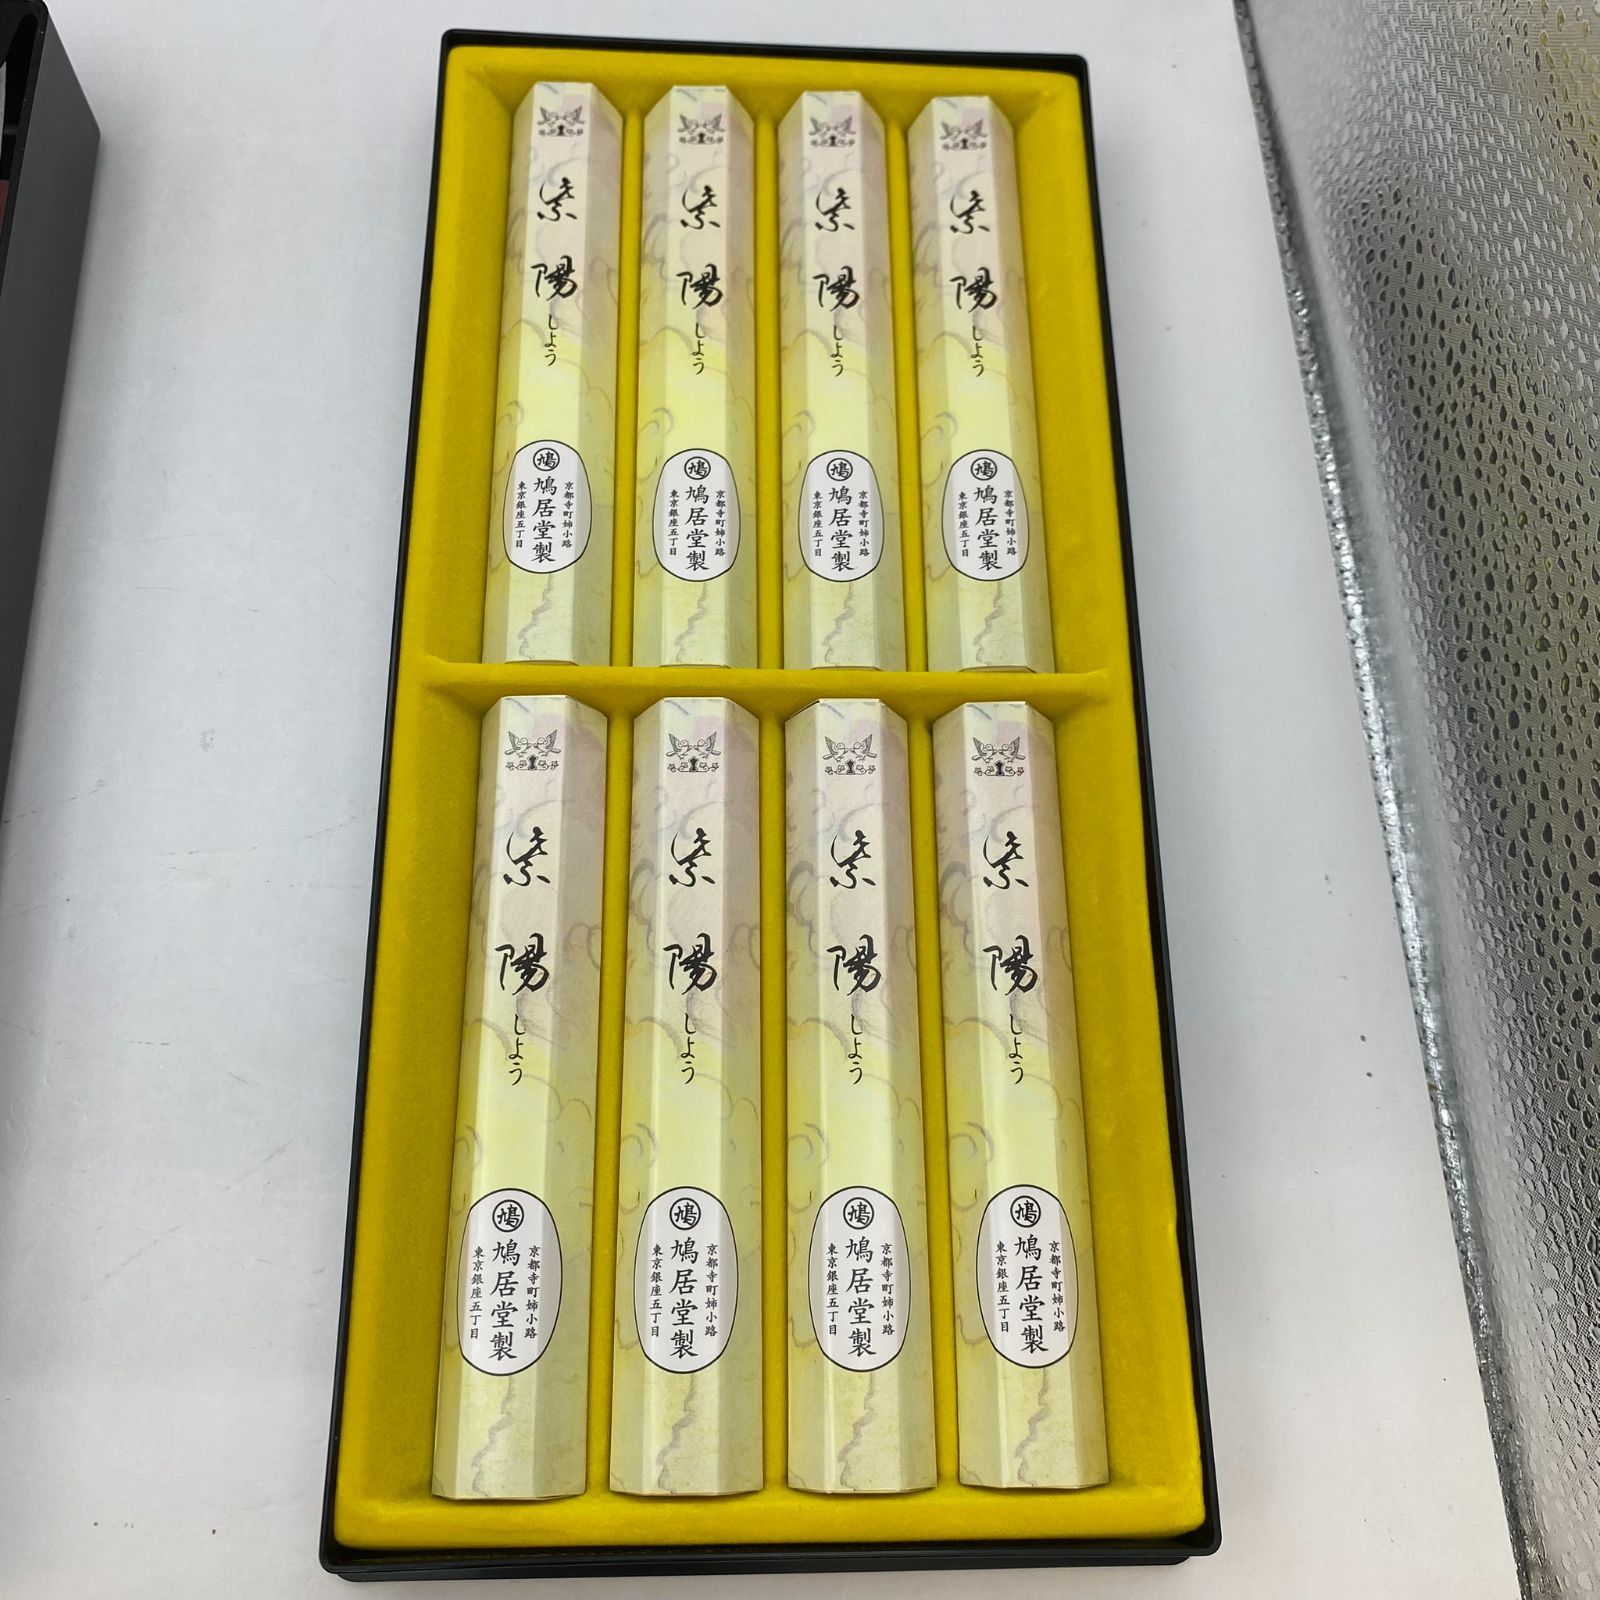 紫陽
しよう
鳩
京都寺町姉小路
鳩居堂製
東京銀座五丁目
紫陽
しよう
鳩
京都寺町姉小路
鳩居堂製
東京銀座五丁目
紫陽
しよう
鳩
京都寺町姉小路
鳩居堂製
東京銀座五丁目
紫陽
しよう
鳩
京都寺町姉小路
鳩居堂製
東京銀座五丁目
紫陽
しよう
鳩
京都寺町姉小路
鳩居堂製
東京銀座五丁目
紫陽
しよう
鳩
京都寺町姉小路
鳩居堂製
東京銀座五丁目
紫陽
しよう
鳩
京都寺町姉小路
鳩居堂製
東京銀座五丁目
紫陽
しよう
鳩
京都寺町姉小路
鳩居堂製
東京銀座五丁目